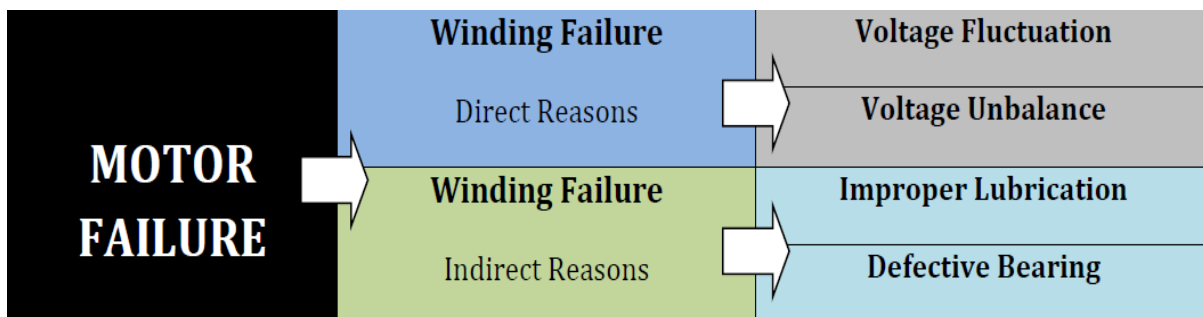 MOTOR
FAILURE
Winding Failure
Direct Reasons
Voltage Fluctuation
Voltage Unbalance
Winding Failure
Indirect Reasons
Improper Lubrication
Defective Bearing